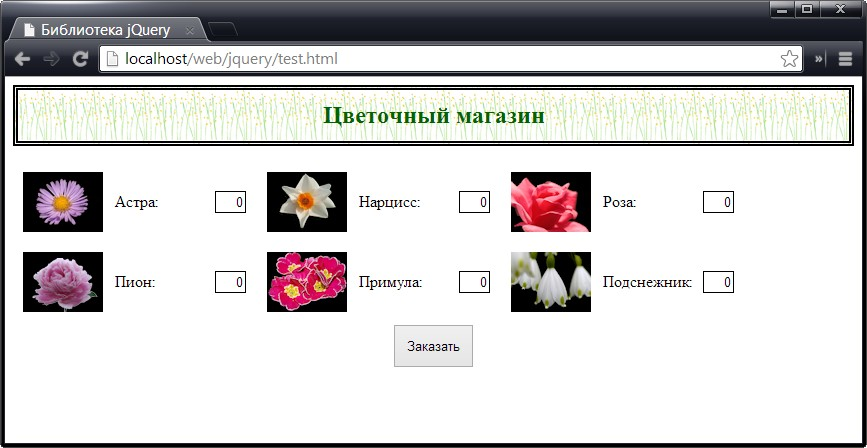 Библиотека jQuery
localhost/web/jquery/test.html
Цветочный магазин
Астра: 0 Нарцисс: 0 Роза: 0
Пион: 0 Примула: 0 Подснежник: 0
Заказать